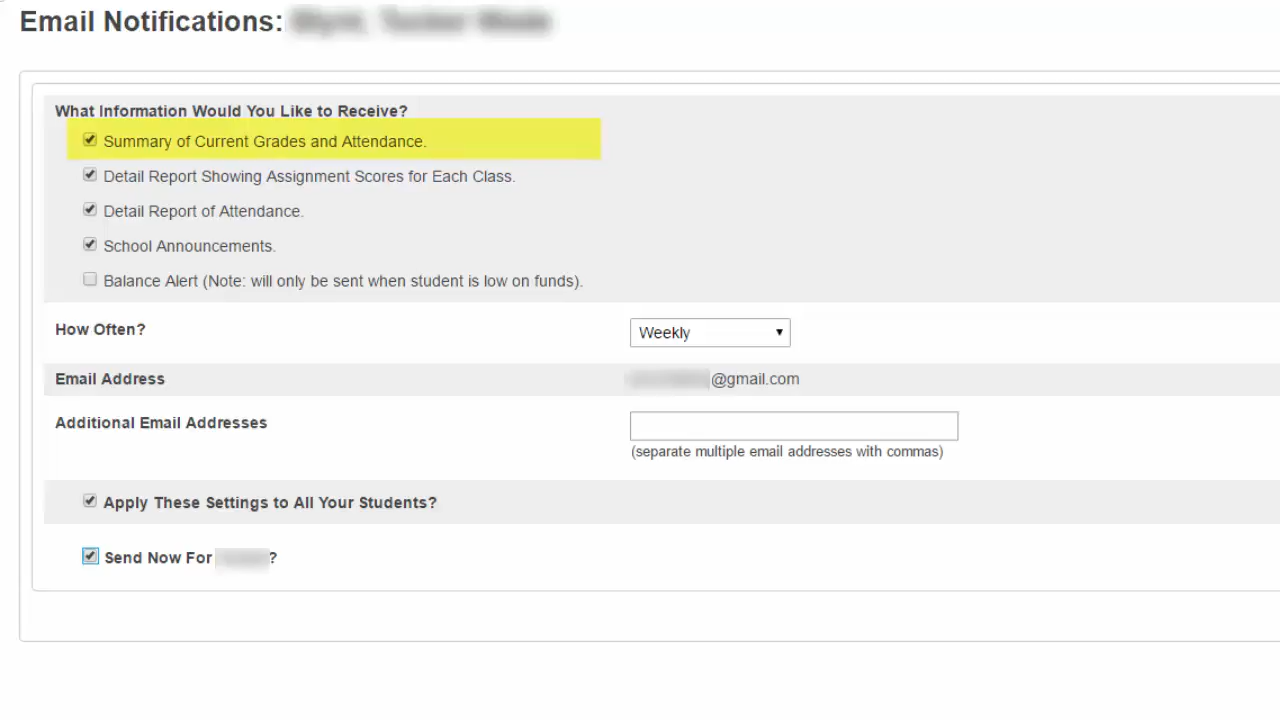 Email Notifications:
What Information Would You Like to Receive?
Summary of Current Grades and Attendance.
Detail Report Showing Assignment Scores for Each Class.
Detail Report of Attendance.
School Announcements.
Balance Alert (Note: will only be sent when student is low on funds).
How Often? Weekly
Email Address @gmail.com
Additional Email Addresses
(separate multiple email addresses with commas)
Apply These Settings to All Your Students?
Send Now For ?